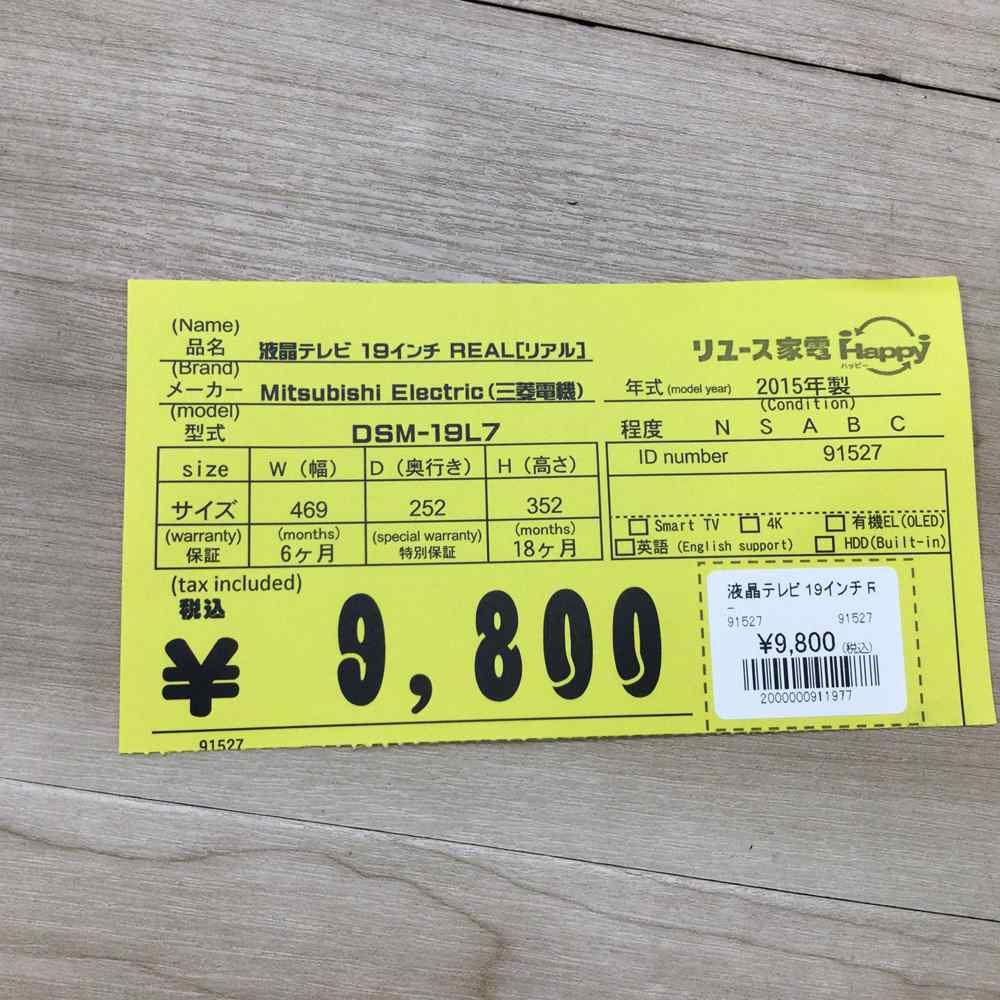 (Name)
品名 液晶テレビ 19インチ REAL[リアル]
リユース家電 Happy
ハッピー
(Brand)
メーカー Mitsubishi Electric(三菱電機)
年式 (model year) 2015年製
(model)
型式 DSM-19L7
(Condition)
程度 N S A B C
ID number 91527
size W（幅） D（奥行き） H（高さ）
サイズ 469 252 352
(warranty) (months) (special warranty) (months)
保証 6ヶ月 特別保証 18ヶ月
Smart TV 4K 有機EL(OLED)
英語 (English support) HDD(Built-in)
(tax included)
税込
¥9,800
液晶テレビ 19インチ R
-
91527 91527
¥9,800 (税込)
2000000911977
91527